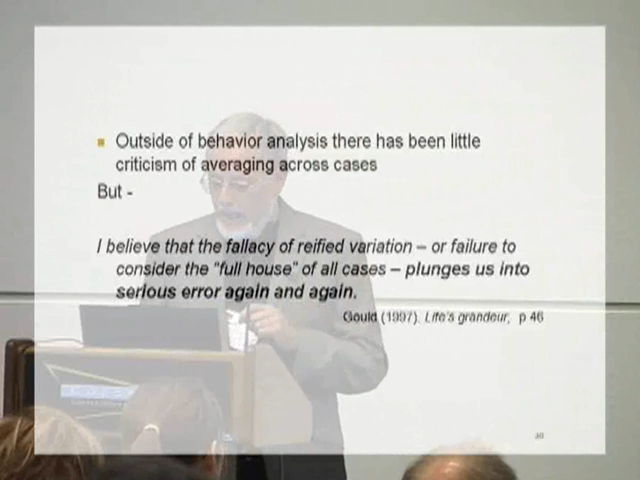 Outside of behavior analysis there has been little
criticism of averaging across cases
But -
I believe that the fallacy of reified variation – or failure to
consider the "full house" of all cases – plunges us into
serious error again and again.
Gould (1997). Life's grandeur, p 46